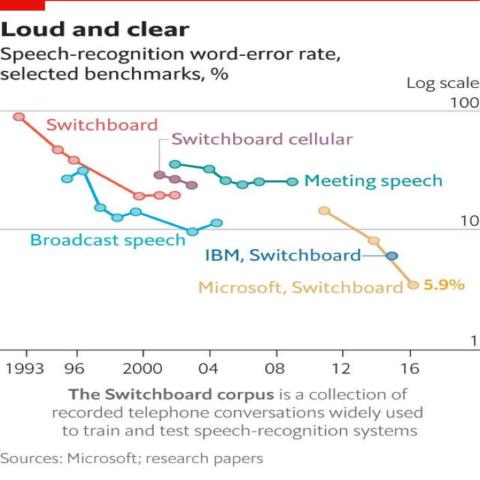 Loud and clear
Speech-recognition word-error rate,
selected benchmarks, %
Log scale
100
Switchboard
Switchboard cellular
Meeting speech
10
Broadcast speech
IBM, Switchboard
Microsoft, Switchboard
5.9%
1
1993 96 2000 04 08 12 16
The Switchboard corpus is a collection of
recorded telephone conversations widely used
to train and test speech-recognition systems
Sources: Microsoft; research papers